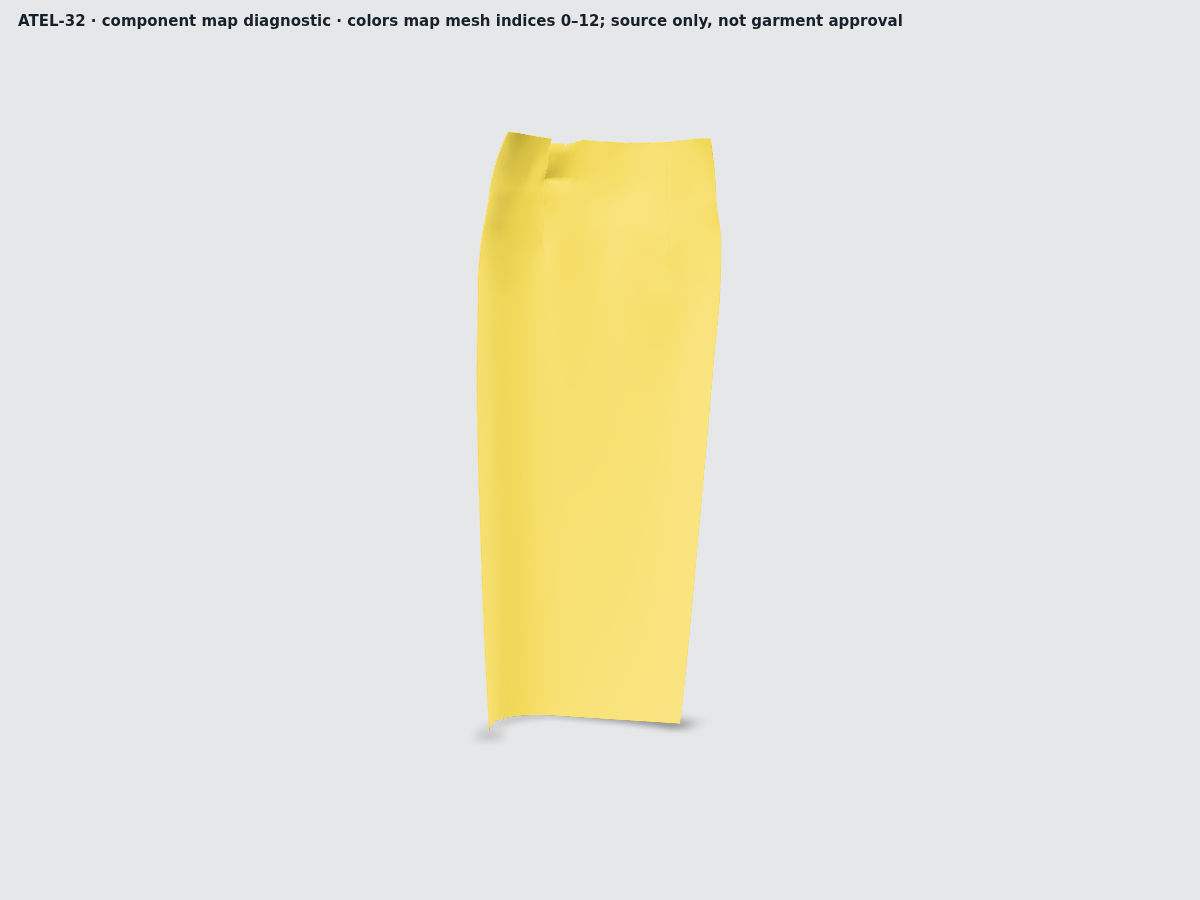 ATEL-32 · component map diagnostic · colors map mesh indices 0–12; source only, not garment approval